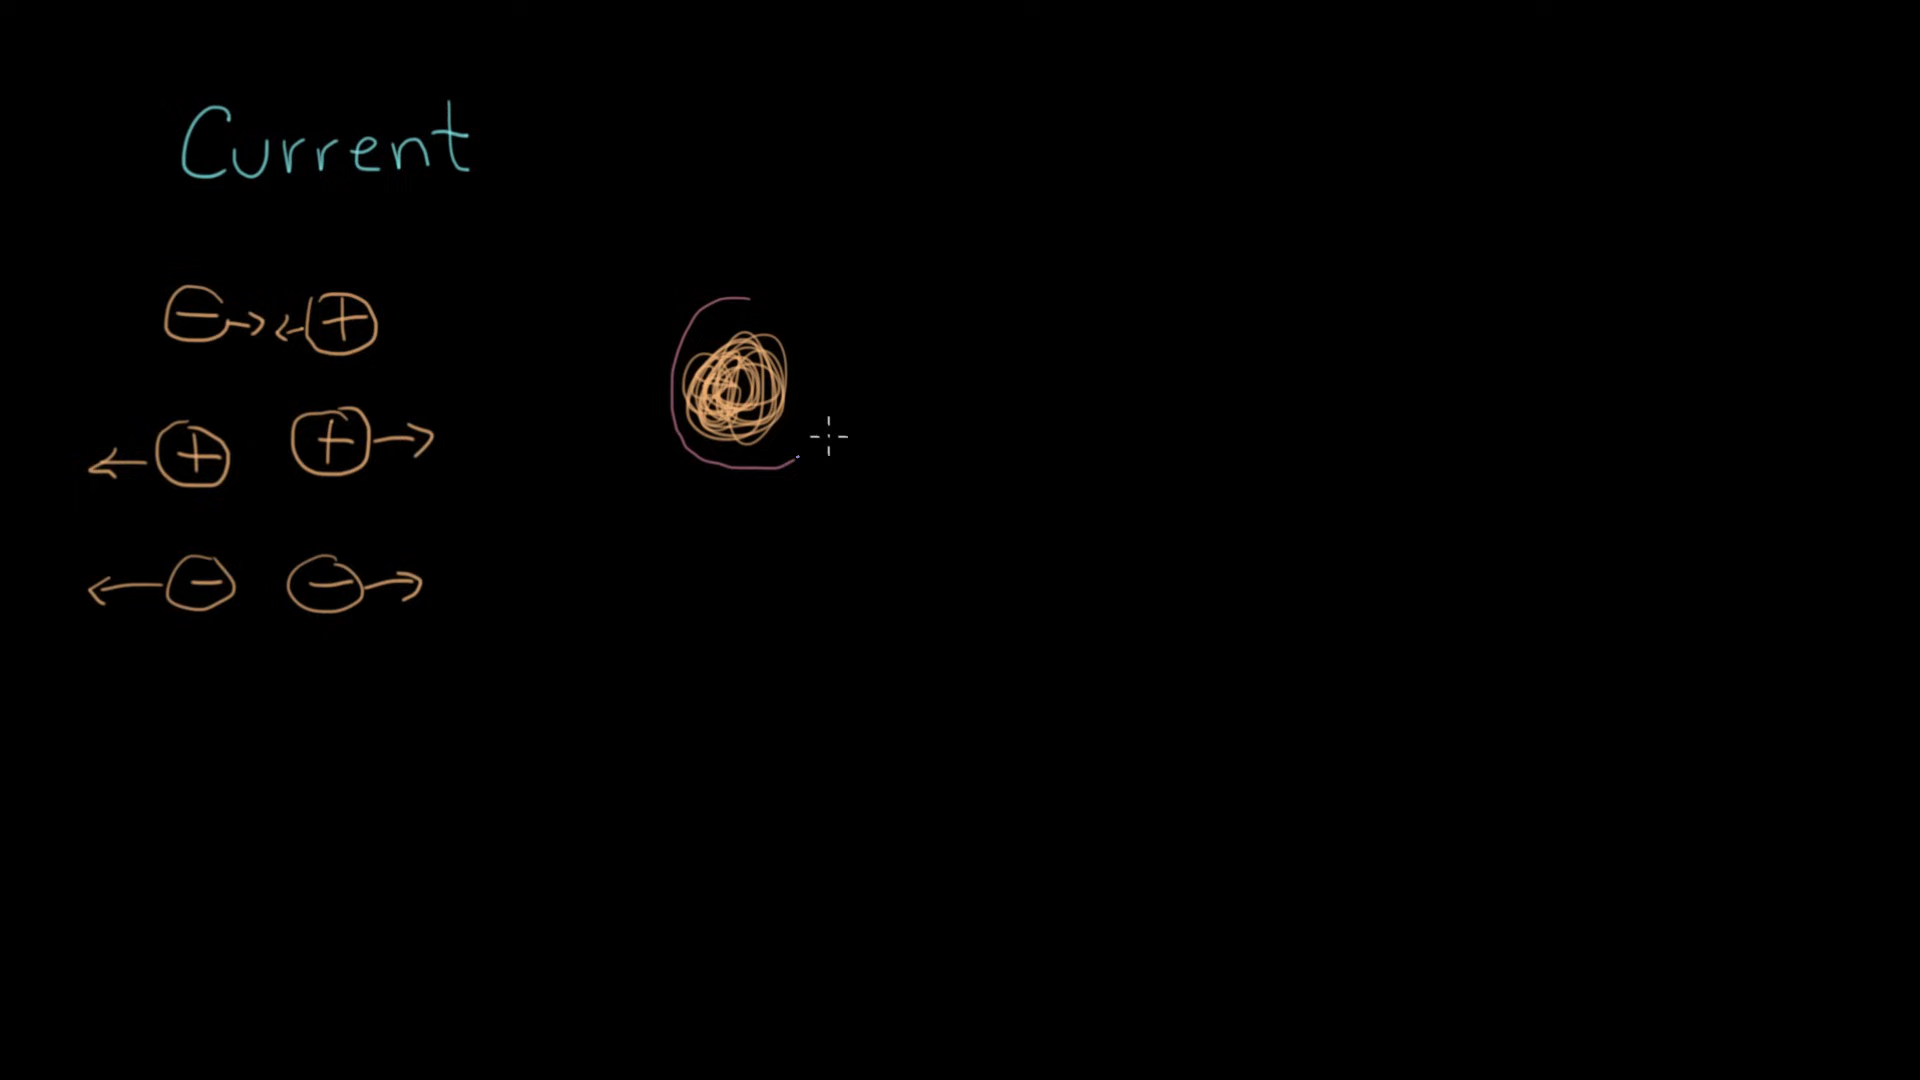 Current
- +
+ +
- -